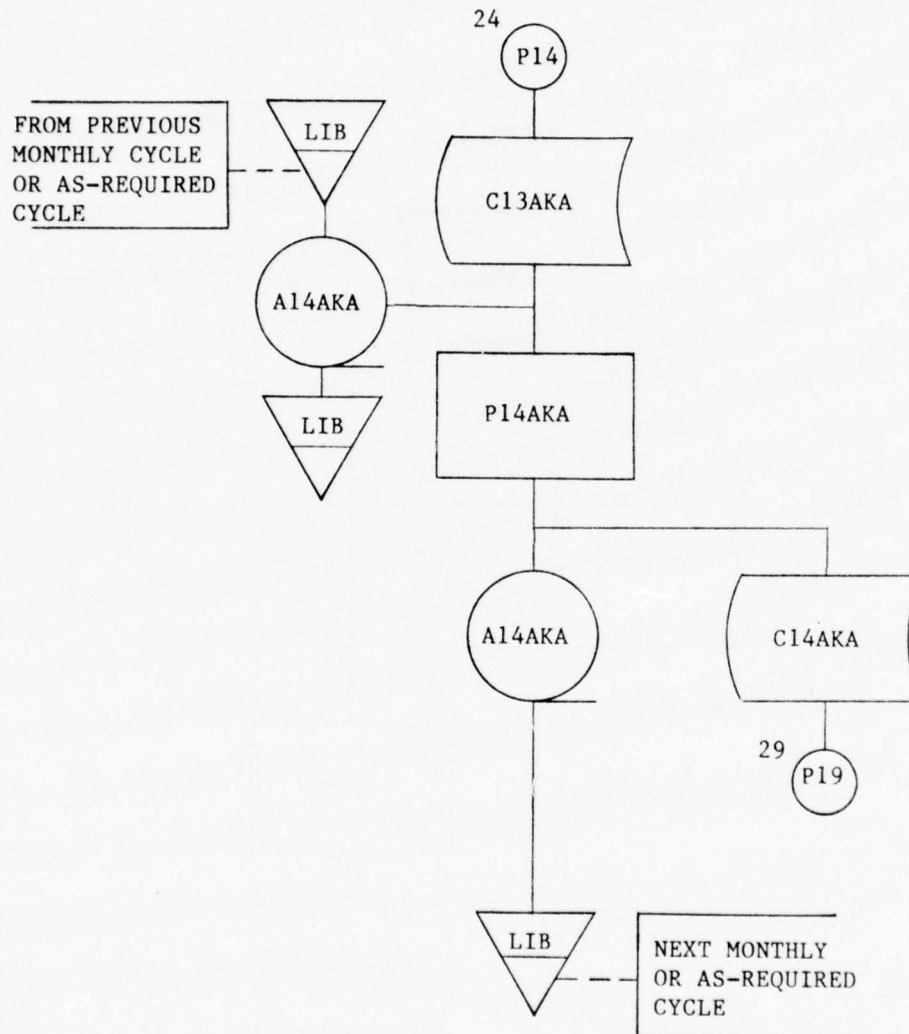 24
P14
FROM PREVIOUS
MONTHLY CYCLE
OR AS-REQUIRED
CYCLE
LIB
C13AKA
A14AKA
P14AKA
LIB
A14AKA
C14AKA
29
P19
LIB
NEXT MONTHLY
OR AS-REQUIRED
CYCLE